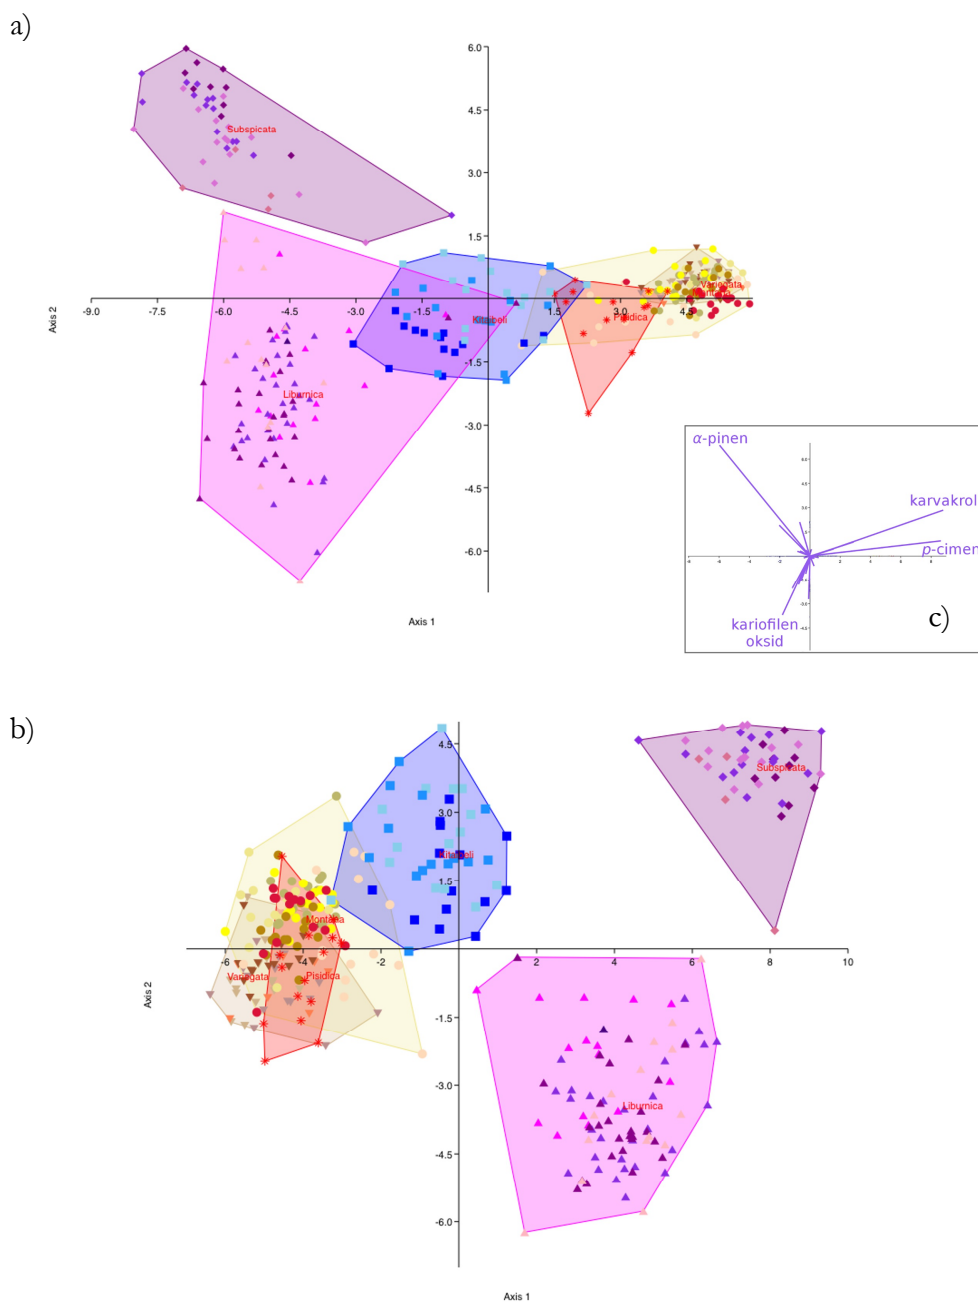 a)
6.0
4.5
Subspicata
1.5
Variegata
-9.0 -7.5 -6.0 -4.5 -3.0 -1.5 1.5 3.0 4.5
Kitaibeli
Pisidica
Axis 2
-1.5
Liburnica
-3.0
-4.5
-6.0
Axis 1
α-pinen
karvakrol
p-cimen
kariofilen
oksid
c)
b)
4.5
Subspicata
3.0
Kitaibeli
1.5
Montana
Variegata
Pisidica
-6 -4 -2 2 4 6 8 10
Axis 2
-1.5
-3.0
Liburnica
-4.5
-6.0
Axis 1